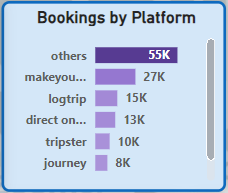 Bookings by Platform
others 55K
makeyou... 27K
logtrip 15K
direct on... 13K
tripster 10K
journey 8K